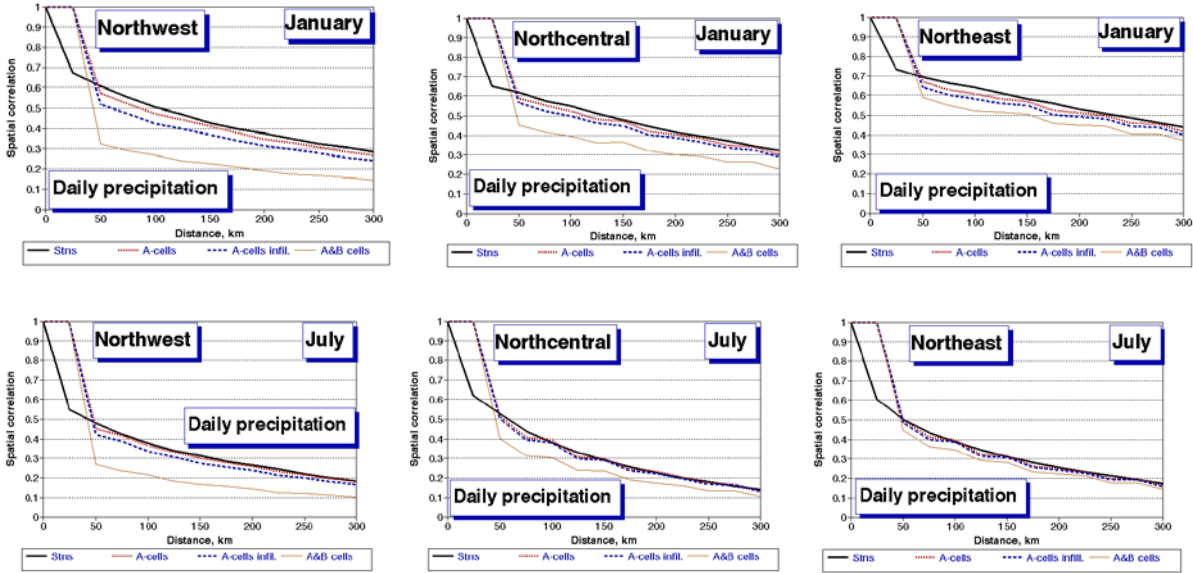 Northwest
January
Spatial correlation
1
0.9
0.8
0.7
0.6
0.5
0.4
0.3
0.2
0.1
0
Daily precipitation
0 50 100 150 200 250 300
Distance, km
Stns A-cells A-cells infil. A&B cells
Northcentral
January
Spatial correlation
1
0.9
0.8
0.7
0.6
0.5
0.4
0.3
0.2
0.1
0
Daily precipitation
0 50 100 150 200 250 300
Distance, km
Stns A-cells A-cells infil. A&B cells
Northeast
January
Spatial correlation
1
0.9
0.8
0.7
0.6
0.5
0.4
0.3
0.2
0.1
0
Daily precipitation
0 50 100 150 200 250 300
Distance, km
Stns A-cells A-cells infil. A&B cells
Northwest
July
Spatial correlation
1
0.9
0.8
0.7
0.6
0.5
0.4
0.3
0.2
0.1
0
Daily precipitation
0 50 100 150 200 250 300
Distance, km
Stns A-cells A-cells infil. A&B cells
Northcentral
July
Spatial correlation
1
0.9
0.8
0.7
0.6
0.5
0.4
0.3
0.2
0.1
0
Daily precipitation
0 50 100 150 200 250 300
Distance, km
Stns A-cells A-cells infil. A&B cells
Northeast
July
Spatial correlation
1
0.9
0.8
0.7
0.6
0.5
0.4
0.3
0.2
0.1
0
Daily precipitation
0 50 100 150 200 250 300
Distance, km
Stns A-cells A-cells infil. A&B cells